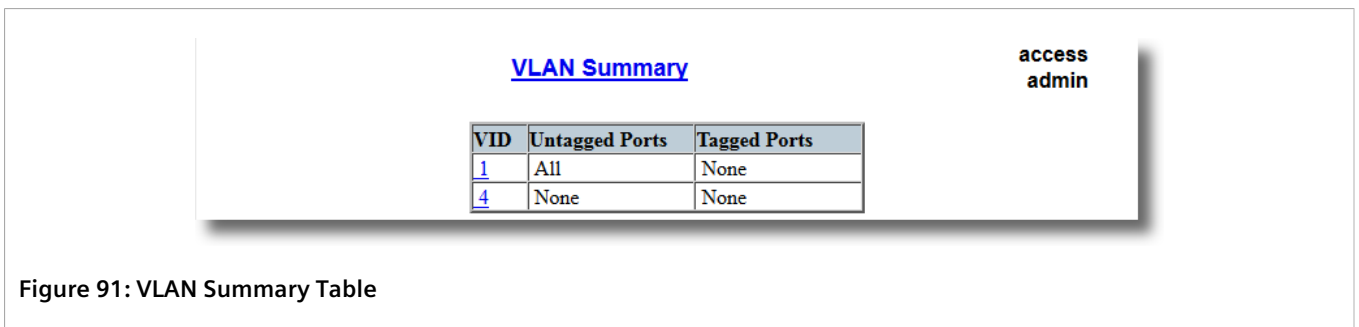 VLAN Summary
access
admin
VID Untagged Ports Tagged Ports
1 All None
4 None None
Figure 91: VLAN Summary Table